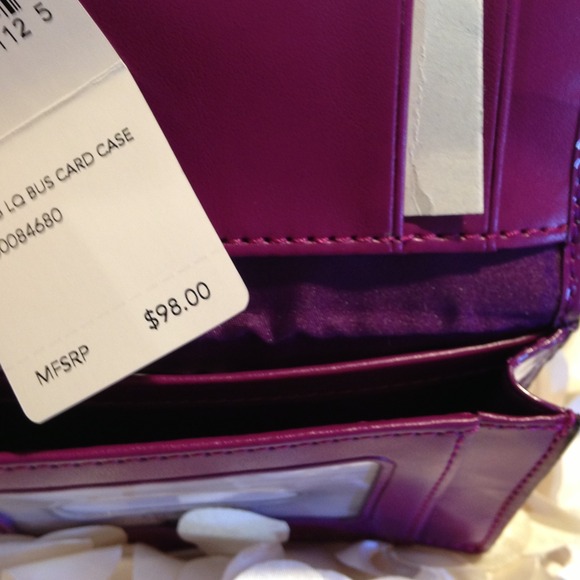 112 5
LQ BUS CARD CASE
0084680
$98.00
MFSRP